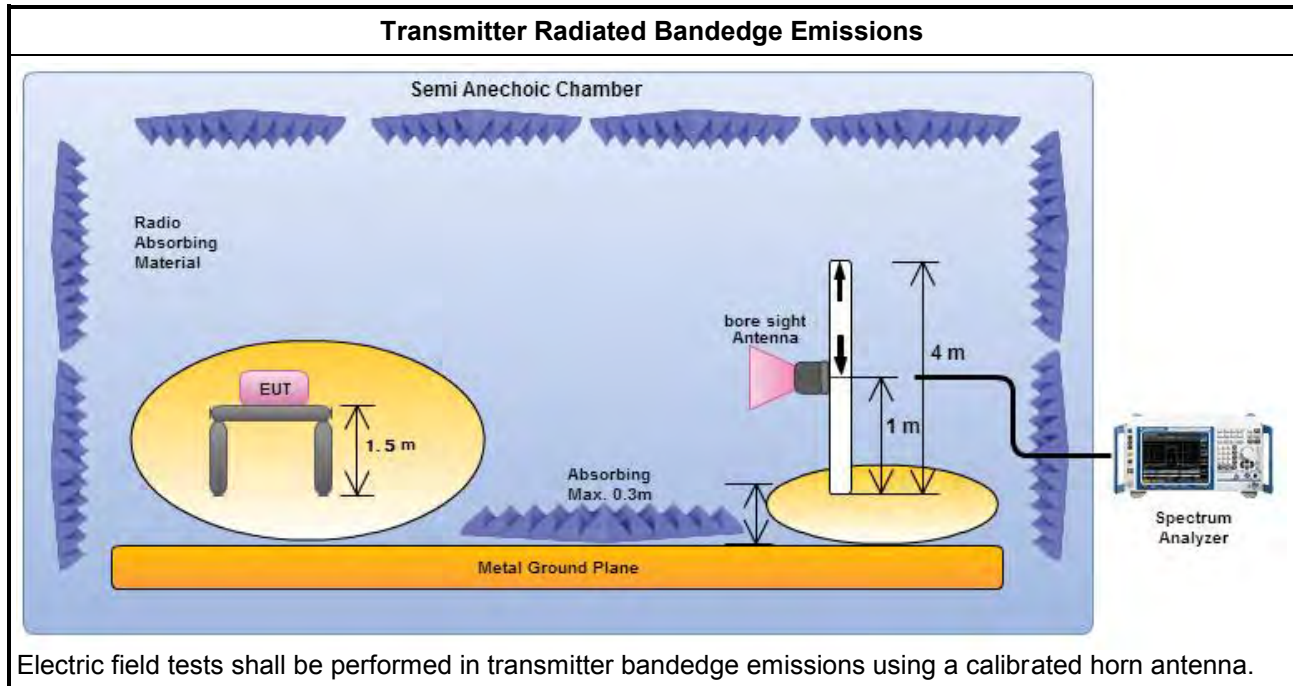 Transmitter Radiated Bandedge Emissions
Semi Anechoic Chamber
Radio
Absorbing
Material
bore sight
Antenna
4 m
EUT
1.5 m
1 m
Absorbing
Max. 0.3m
Spectrum
Analyzer
Metal Ground Plane
Electric field tests shall be performed in transmitter bandedge emissions using a calibrated horn antenna.